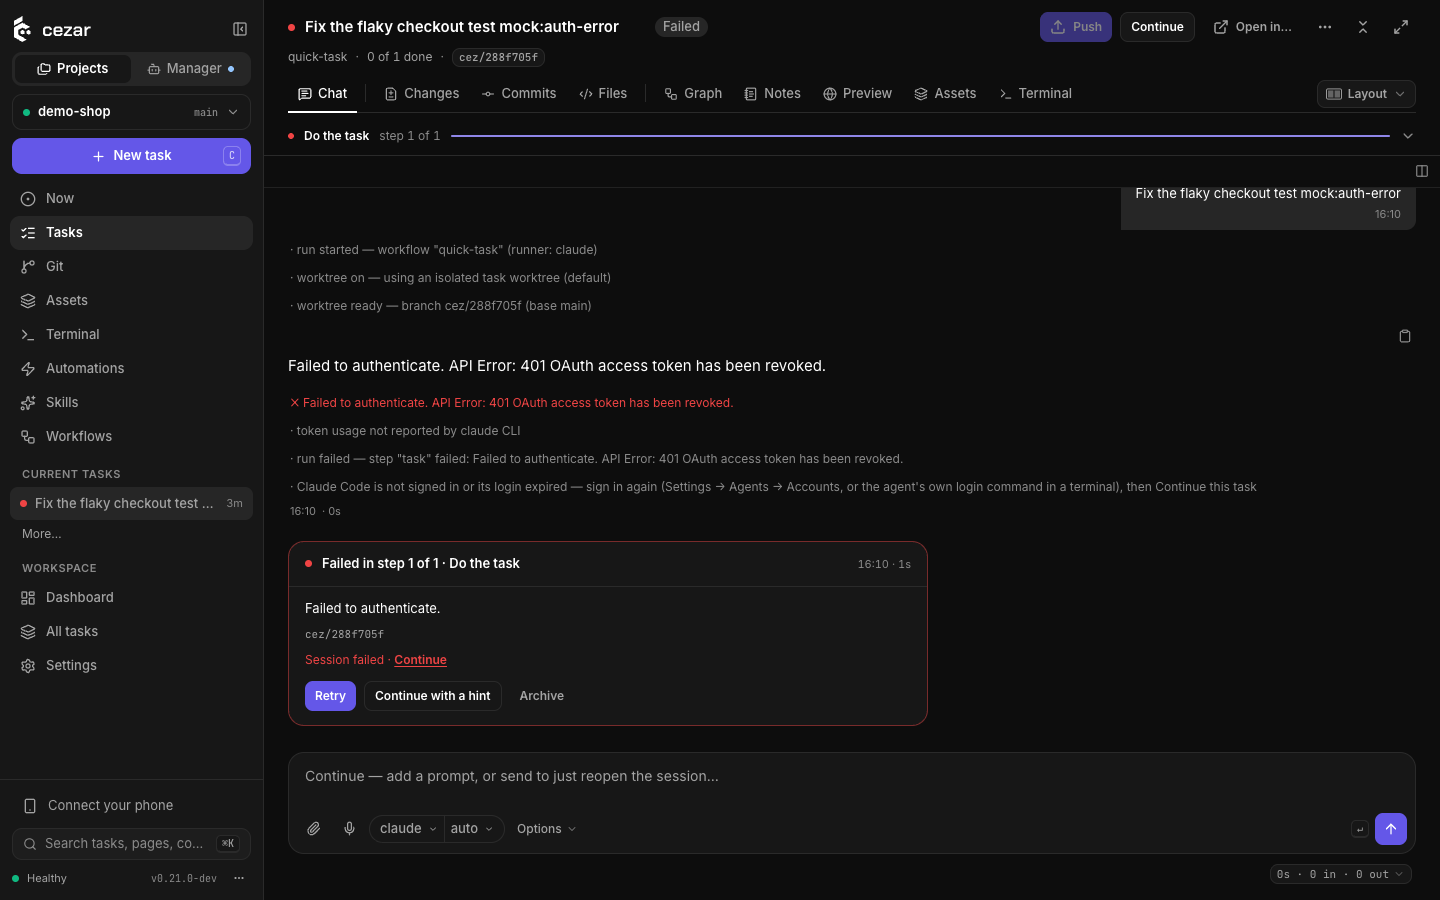 cezar
Projects
Manager
demo-shop
main
New task
C
Now
Tasks
Git
Assets
Terminal
Automations
Skills
Workflows
CURRENT TASKS
Fix the flaky checkout test ...
3m
More...
WORKSPACE
Dashboard
All tasks
Settings
Connect your phone
Search tasks, pages, co...
⌘K
Healthy
v0.21.0-dev
Fix the flaky checkout test mock:auth-error
Failed
Push
Continue
Open in...
quick-task · 0 of 1 done · cez/288f705f
Chat
Changes
Commits
Files
Graph
Notes
Preview
Assets
Terminal
Layout
Do the task
step 1 of 1
Fix the flaky checkout test mock:auth-error
16:10
· run started — workflow "quick-task" (runner: claude)
· worktree on — using an isolated task worktree (default)
· worktree ready — branch cez/288f705f (base main)
Failed to authenticate. API Error: 401 OAuth access token has been revoked.
✕ Failed to authenticate. API Error: 401 OAuth access token has been revoked.
· token usage not reported by claude CLI
· run failed — step "task" failed: Failed to authenticate. API Error: 401 OAuth access token has been revoked.
· Claude Code is not signed in or its login expired — sign in again (Settings → Agents → Accounts, or the agent's own login command in a terminal), then Continue this task
16:10 · 0s
Failed in step 1 of 1 · Do the task
16:10 · 1s
Failed to authenticate.
cez/288f705f
Session failed · Continue
Retry
Continue with a hint
Archive
Continue — add a prompt, or send to just reopen the session...
claude
auto
Options
0s · 0 in · 0 out